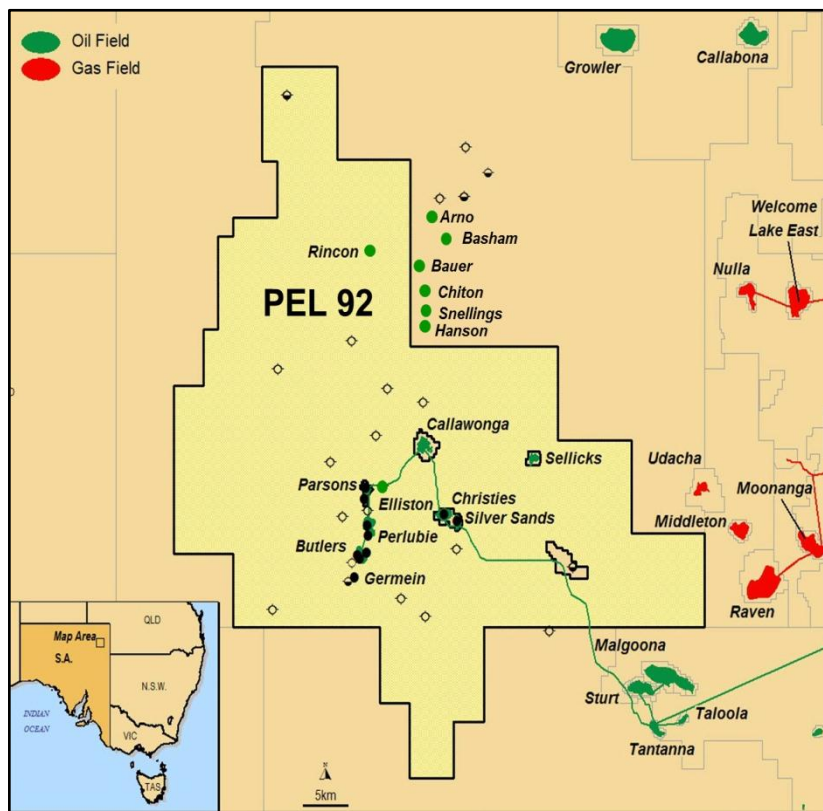 Oil Field
Gas Field
Growler
Callabona
Arno
Basham
Rincon
Bauer
Chiton
Snellings
Hanson
PEL 92
Welcome
Lake East
Nulla
Callawonga
Sellicks
Udacha
Parsons
Elliston
Christies
Silver Sands
Moonanga
Middleton
Perlubie
Butlers
Germein
Raven
Malgoona
Sturt
Taloola
Tantanna
Map Area
QLD
S.A.
N.S.W.
INDIAN
OCEAN
VIC
TAS
N
5km